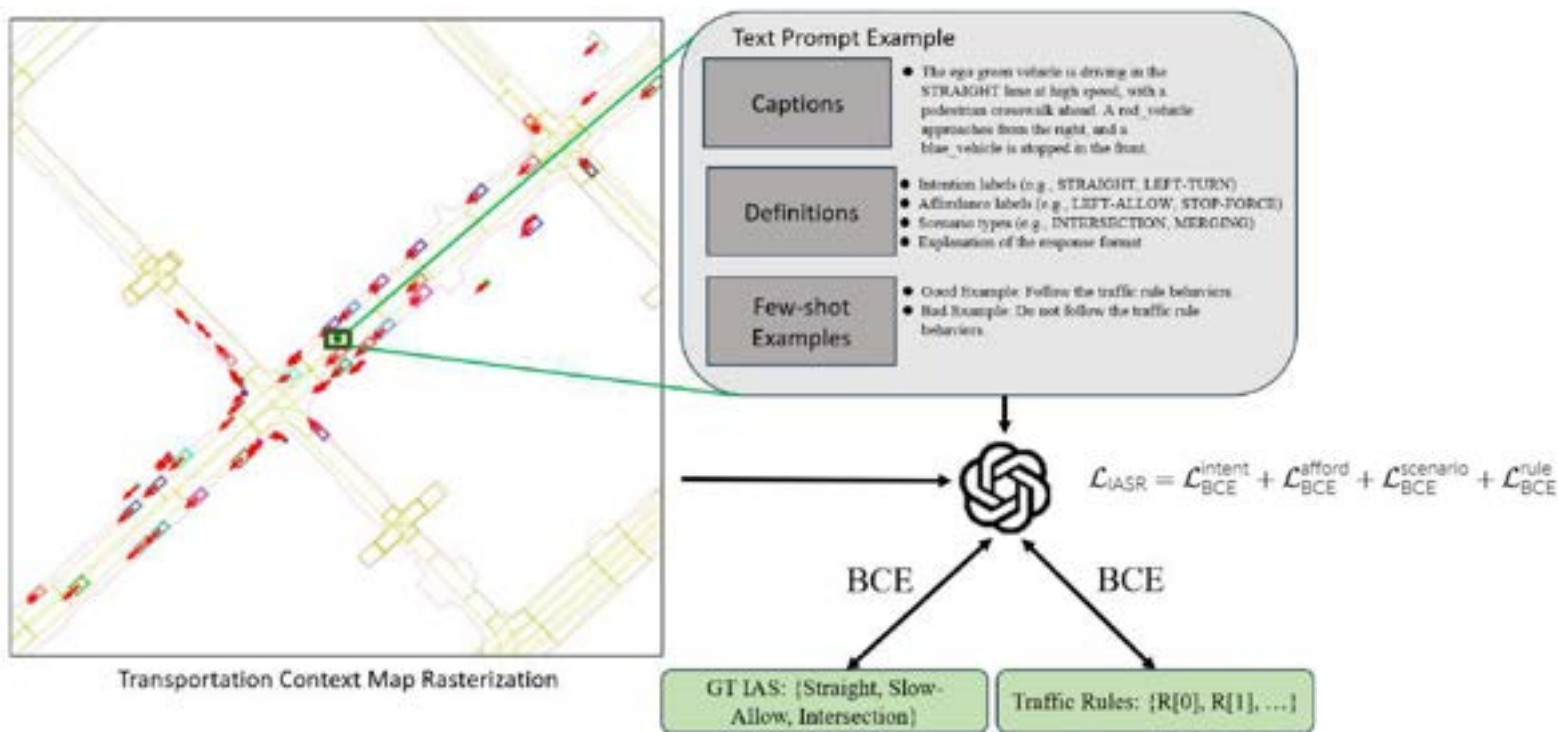 Text Prompt Example
Captions
● The ego green vehicle is driving in the
STRAIGHT lane at high speed, with a
pedestrian crosswalk ahead. A red_vehicle
approaches from the right, and a
blue_vehicle is stopped in the front.
Definitions
● Intention labels (e.g., STRAIGHT, LEFT-TURN)
● Affordance labels (e.g., LEFT-ALLOW, STOP-FORCE)
● Scenario types (e.g., INTERSECTION, MERGING)
● Explanation of the response format
Few-shot
Examples
● Good Example: Follow the traffic rule behaviors.
● Bad Example: Do not follow the traffic rule
behaviors.
ℒ_IASR = ℒ_BCE^intent + ℒ_BCE^afford + ℒ_BCE^scenario + ℒ_BCE^rule
BCE
BCE
Transportation Context Map Rasterization
GT IAS: {Straight, Slow-
Allow, Intersection}
Traffic Rules: {R[0], R[1], …}